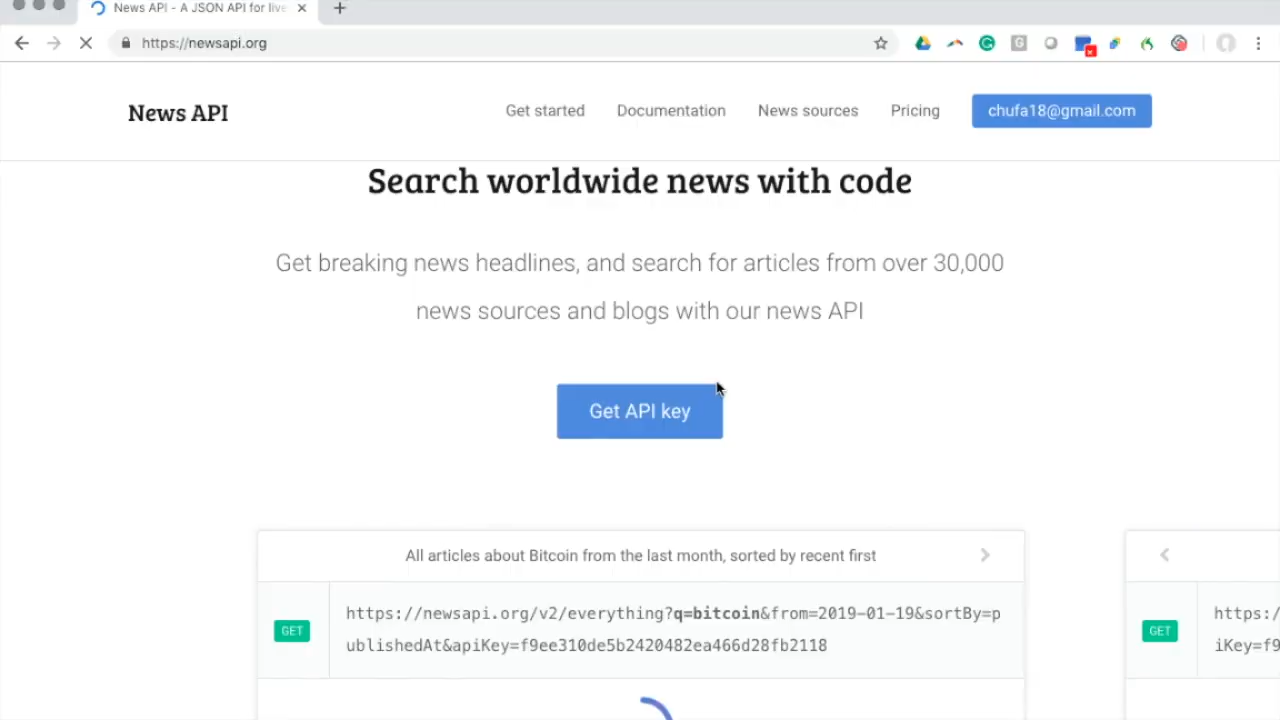 News API - A JSON API for live
https://newsapi.org
News API
Get started
Documentation
News sources
Pricing
chufa18@gmail.com
Search worldwide news with code
Get breaking news headlines, and search for articles from over 30,000
news sources and blogs with our news API
Get API key
All articles about Bitcoin from the last month, sorted by recent first
GET
https://newsapi.org/v2/everything?q=bitcoin&from=2019-01-19&sortBy=p
ublishedAt&apiKey=f9ee310de5b2420482ea466d28fb2118
GET
https:/
iKey=f9